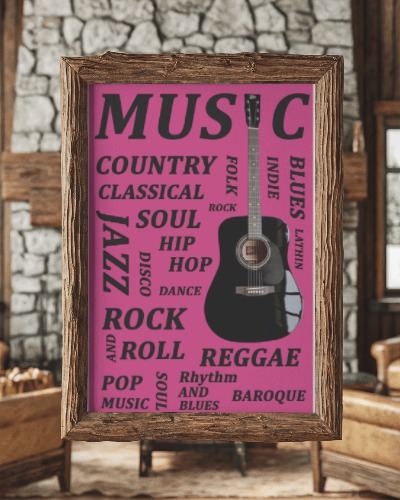 MUSIC
COUNTRY
CLASSICAL
FOLK
INDIE
BLUES
ROCK
SOUL
JAZZ
LATHIN
HIP
HOP
DISCO
DANCE
ROCK
AND
ROLL
REGGAE
POP
MUSIC
SOUL
Rhythm
AND
BLUES
BAROQUE